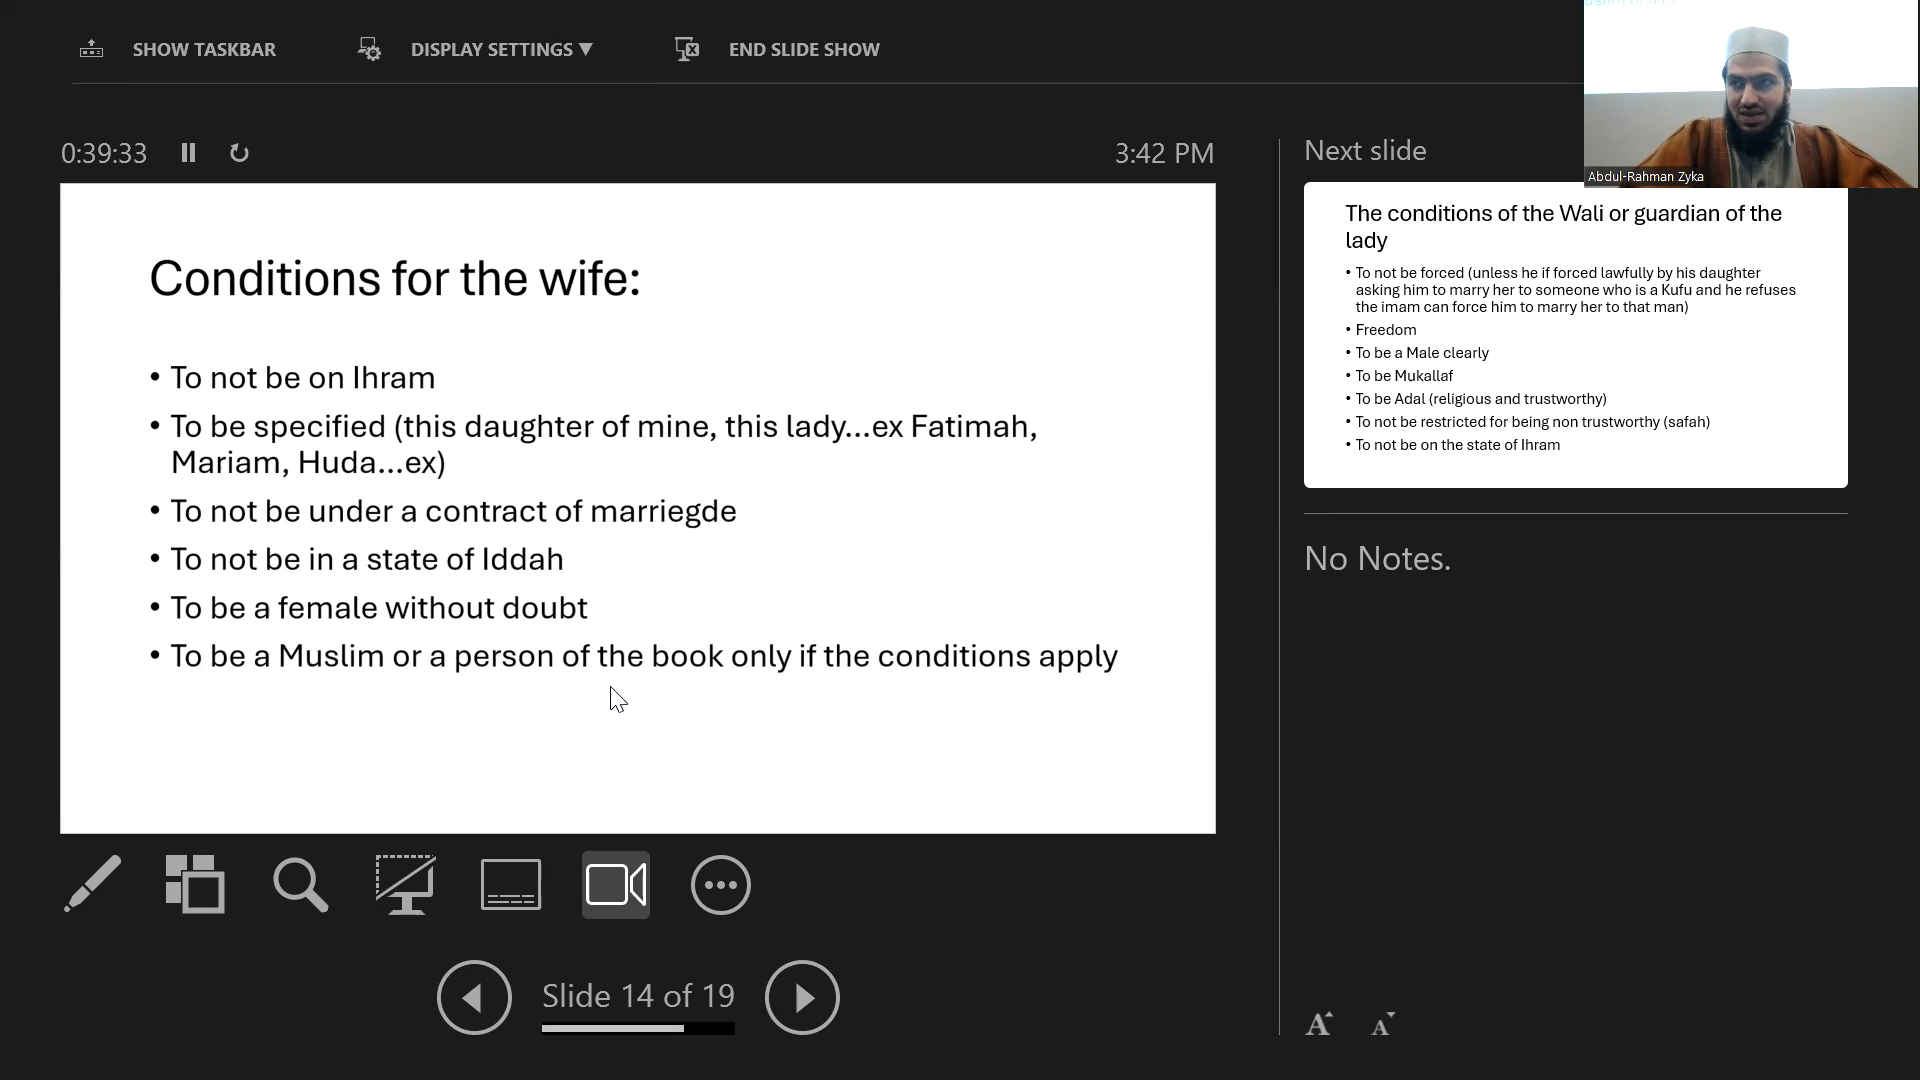 SHOW TASKBAR
DISPLAY SETTINGS ▼
END SLIDE SHOW
0:39:33
3:42 PM
Conditions for the wife:
• To not be on Ihram
• To be specified (this daughter of mine, this lady...ex Fatimah,
Mariam, Huda...ex)
• To not be under a contract of marriegde
• To not be in a state of Iddah
• To be a female without doubt
• To be a Muslim or a person of the book only if the conditions apply
Slide 14 of 19
Next slide
Abdul-Rahman Zyka
The conditions of the Wali or guardian of the
lady
• To not be forced (unless he if forced lawfully by his daughter
asking him to marry her to someone who is a Kufu and he refuses
the imam can force him to marry her to that man)
• Freedom
• To be a Male clearly
• To be Mukallaf
• To be Adal (religious and trustworthy)
• To not be restricted for being non trustworthy (safah)
• To not be on the state of Ihram
No Notes.
A A